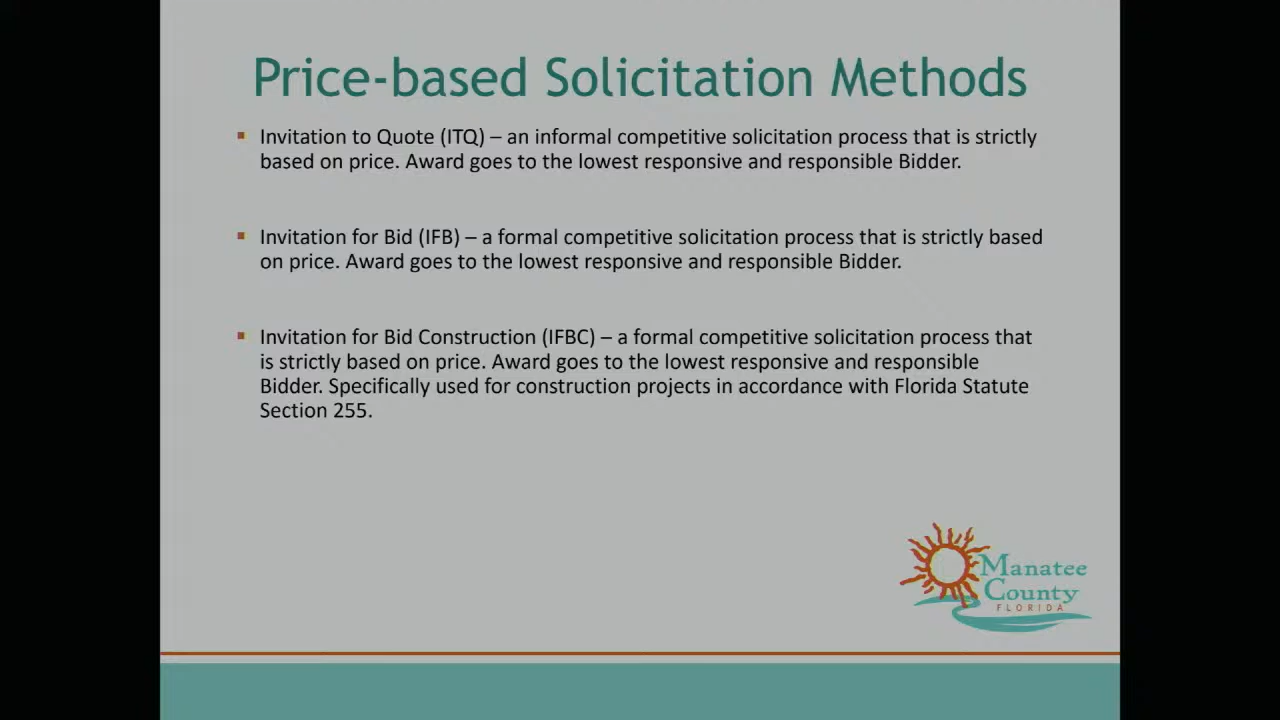 Price-based Solicitation Methods
▪ Invitation to Quote (ITQ) – an informal competitive solicitation process that is strictly
based on price. Award goes to the lowest responsive and responsible Bidder.
▪ Invitation for Bid (IFB) – a formal competitive solicitation process that is strictly based
on price. Award goes to the lowest responsive and responsible Bidder.
▪ Invitation for Bid Construction (IFBC) – a formal competitive solicitation process that
is strictly based on price. Award goes to the lowest responsive and responsible
Bidder. Specifically used for construction projects in accordance with Florida Statute
Section 255.
Manatee
County
FLORIDA